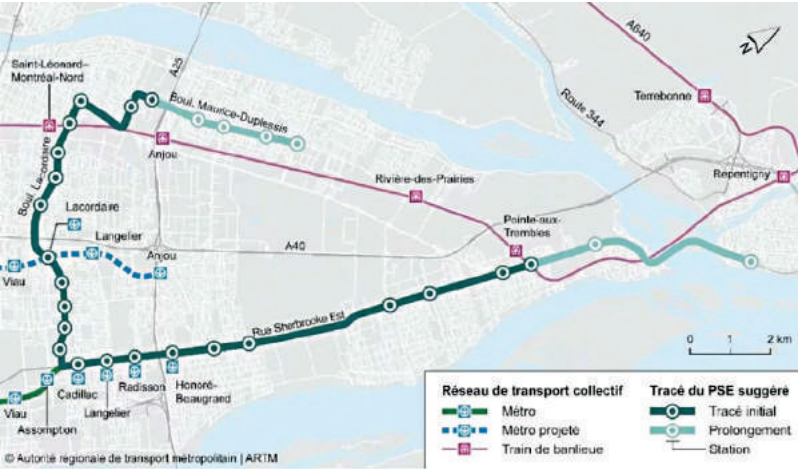 A640
N
A25
Saint-Léonard–
Montréal-Nord
Boul. Maurice-Duplessis
Route 344
Terrebonne
Anjou
Boul. Lacordaire
Rivière-des-Prairies
Repentigny
Lacordaire
Langelier
Pointe-aux-
Trembles
Anjou
A40
Viau
Rue Sherbrooke Est
0 1 2 km
Cadillac
Radisson
Honoré-
Beaugrand
Langelier
Viau
Assomption
Réseau de transport collectif
Métro
Métro projeté
Train de banlieue
Tracé du PSE suggéré
Tracé initial
Prolongement
Station
© Autorité régionale de transport métropolitain | ARTM